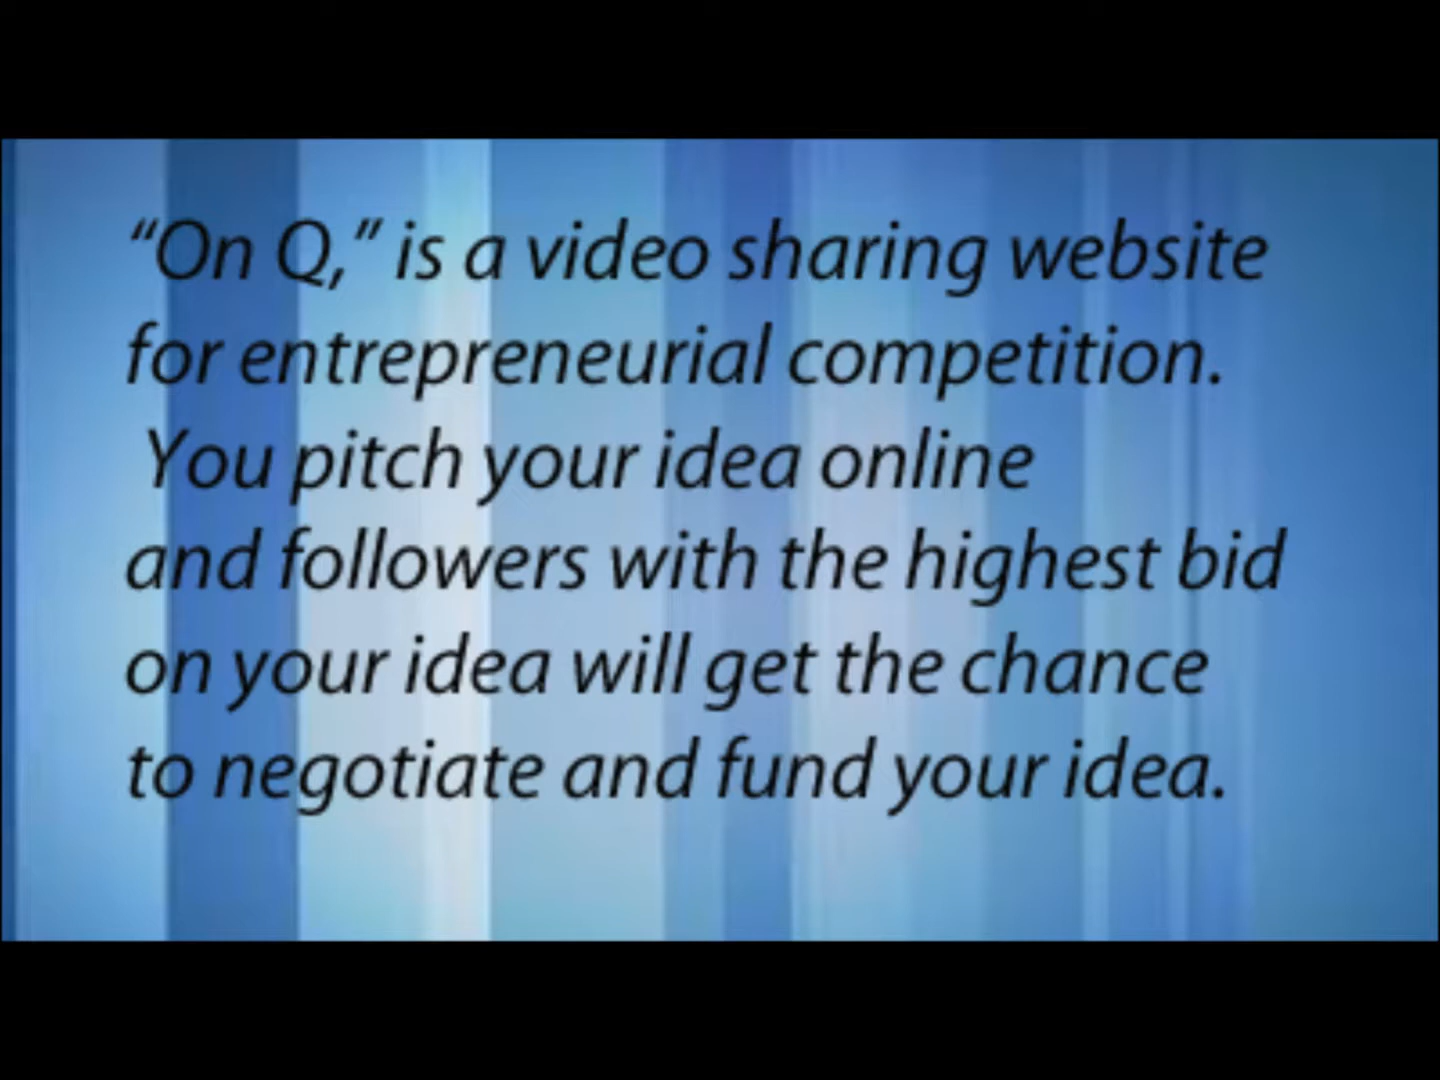 “On Q,” is a video sharing website
for entrepreneurial competition.
You pitch your idea online
and followers with the highest bid
on your idea will get the chance
to negotiate and fund your idea.